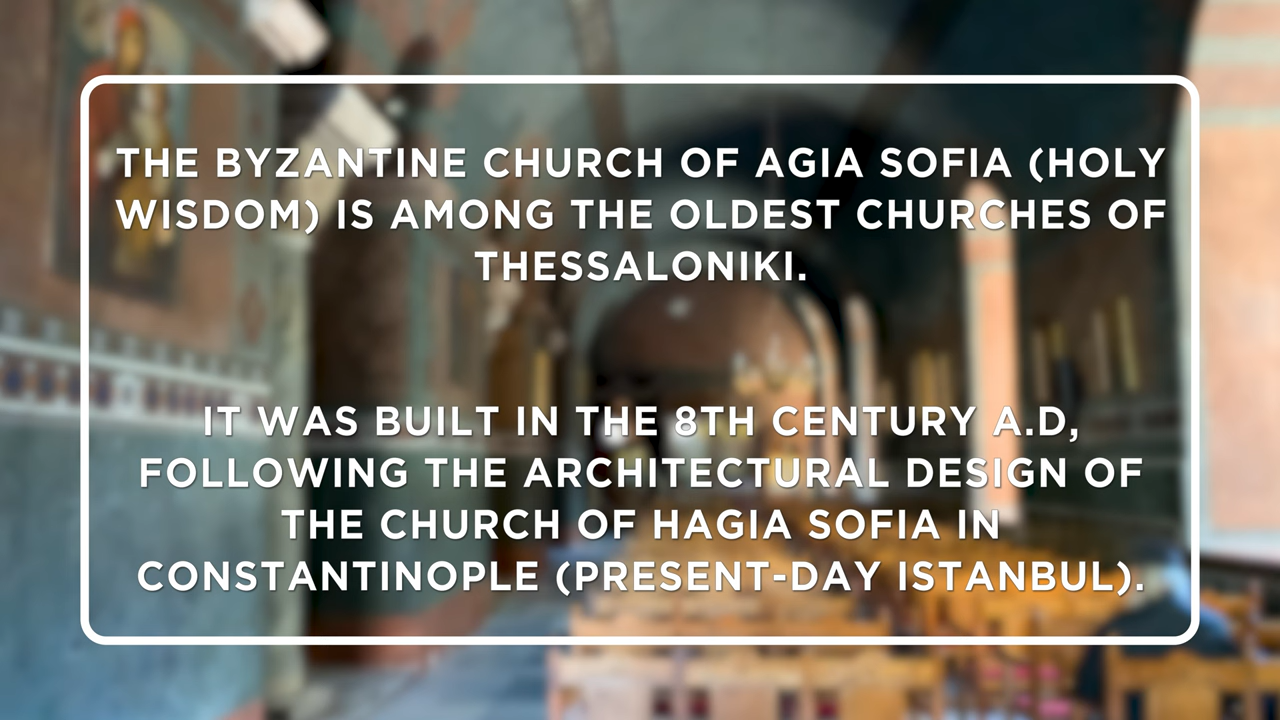 THE BYZANTINE CHURCH OF AGIA SOFIA (HOLY
WISDOM) IS AMONG THE OLDEST CHURCHES OF
THESSALONIKI.
IT WAS BUILT IN THE 8TH CENTURY A.D,
FOLLOWING THE ARCHITECTURAL DESIGN OF
THE CHURCH OF HAGIA SOFIA IN
CONSTANTINOPLE (PRESENT-DAY ISTANBUL).